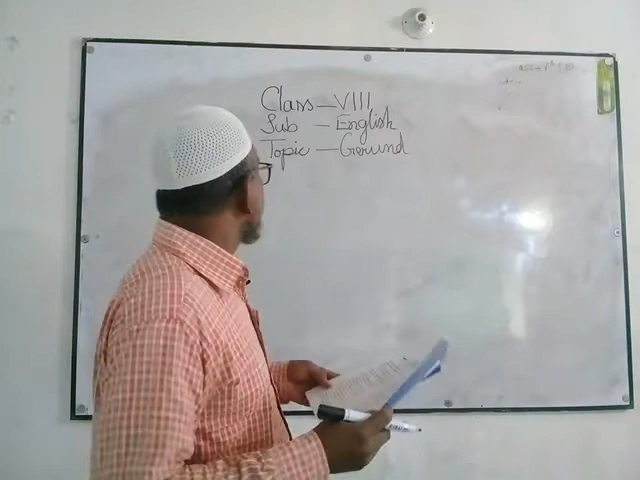 Class – VIII
Sub – English
Topic – Gerund